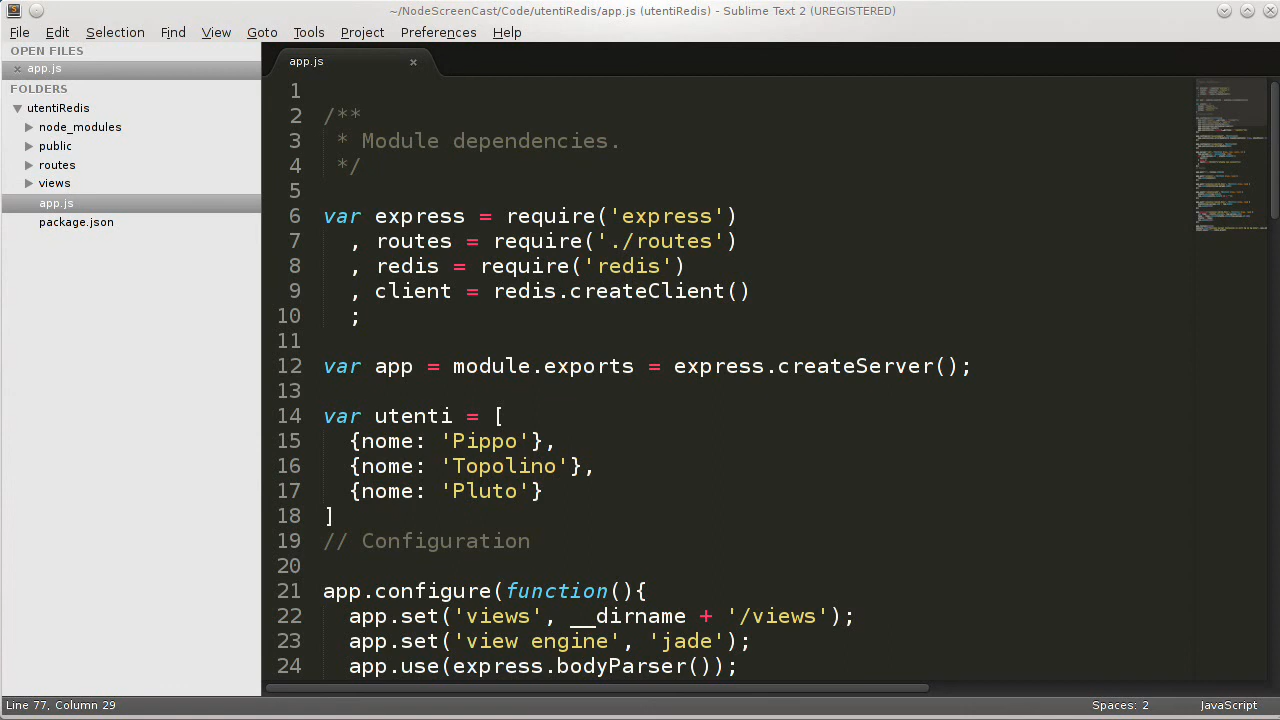 ~/NodeScreenCast/Code/utentiRedis/app.js (utentiRedis) - Sublime Text 2 (UREGISTERED)
File Edit Selection Find View Goto Tools Project Preferences Help
OPEN FILES
app.js
FOLDERS
utentiRedis
node_modules
public
routes
views
app.js
package.json
app.js
1
2 /**
3  * Module dependencies.
4  */
5
6 var express = require('express')
7   , routes = require('./routes')
8   , redis = require('redis')
9   , client = redis.createClient()
10   ;
11
12 var app = module.exports = express.createServer();
13
14 var utenti = [
15   {nome: 'Pippo'},
16   {nome: 'Topolino'},
17   {nome: 'Pluto'}
18 ]
19 // Configuration
20
21 app.configure(function(){
22   app.set('views', __dirname + '/views');
23   app.set('view engine', 'jade');
24   app.use(express.bodyParser());
Line 77, Column 29
Spaces: 2
JavaScript